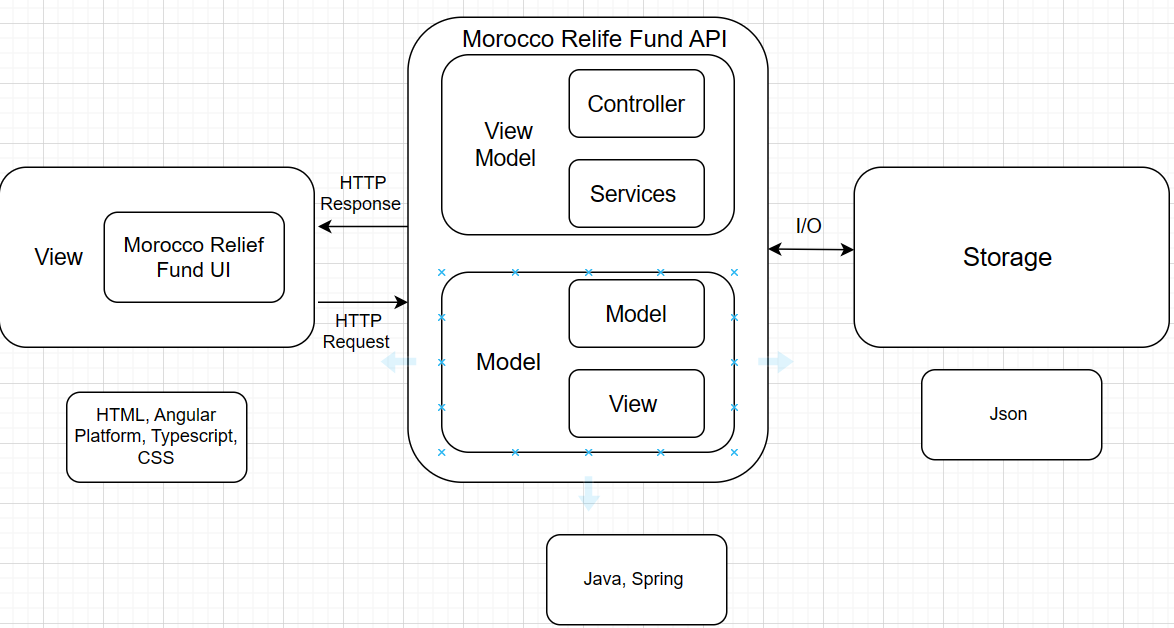 Morocco Relife Fund API
Controller
View
Model
Services
HTTP
Response
View
Morocco Relief
Fund UI
HTTP
Request
I/O
Storage
Model
Model
View
HTML, Angular
Platform, Typescript,
CSS
Json
Java, Spring